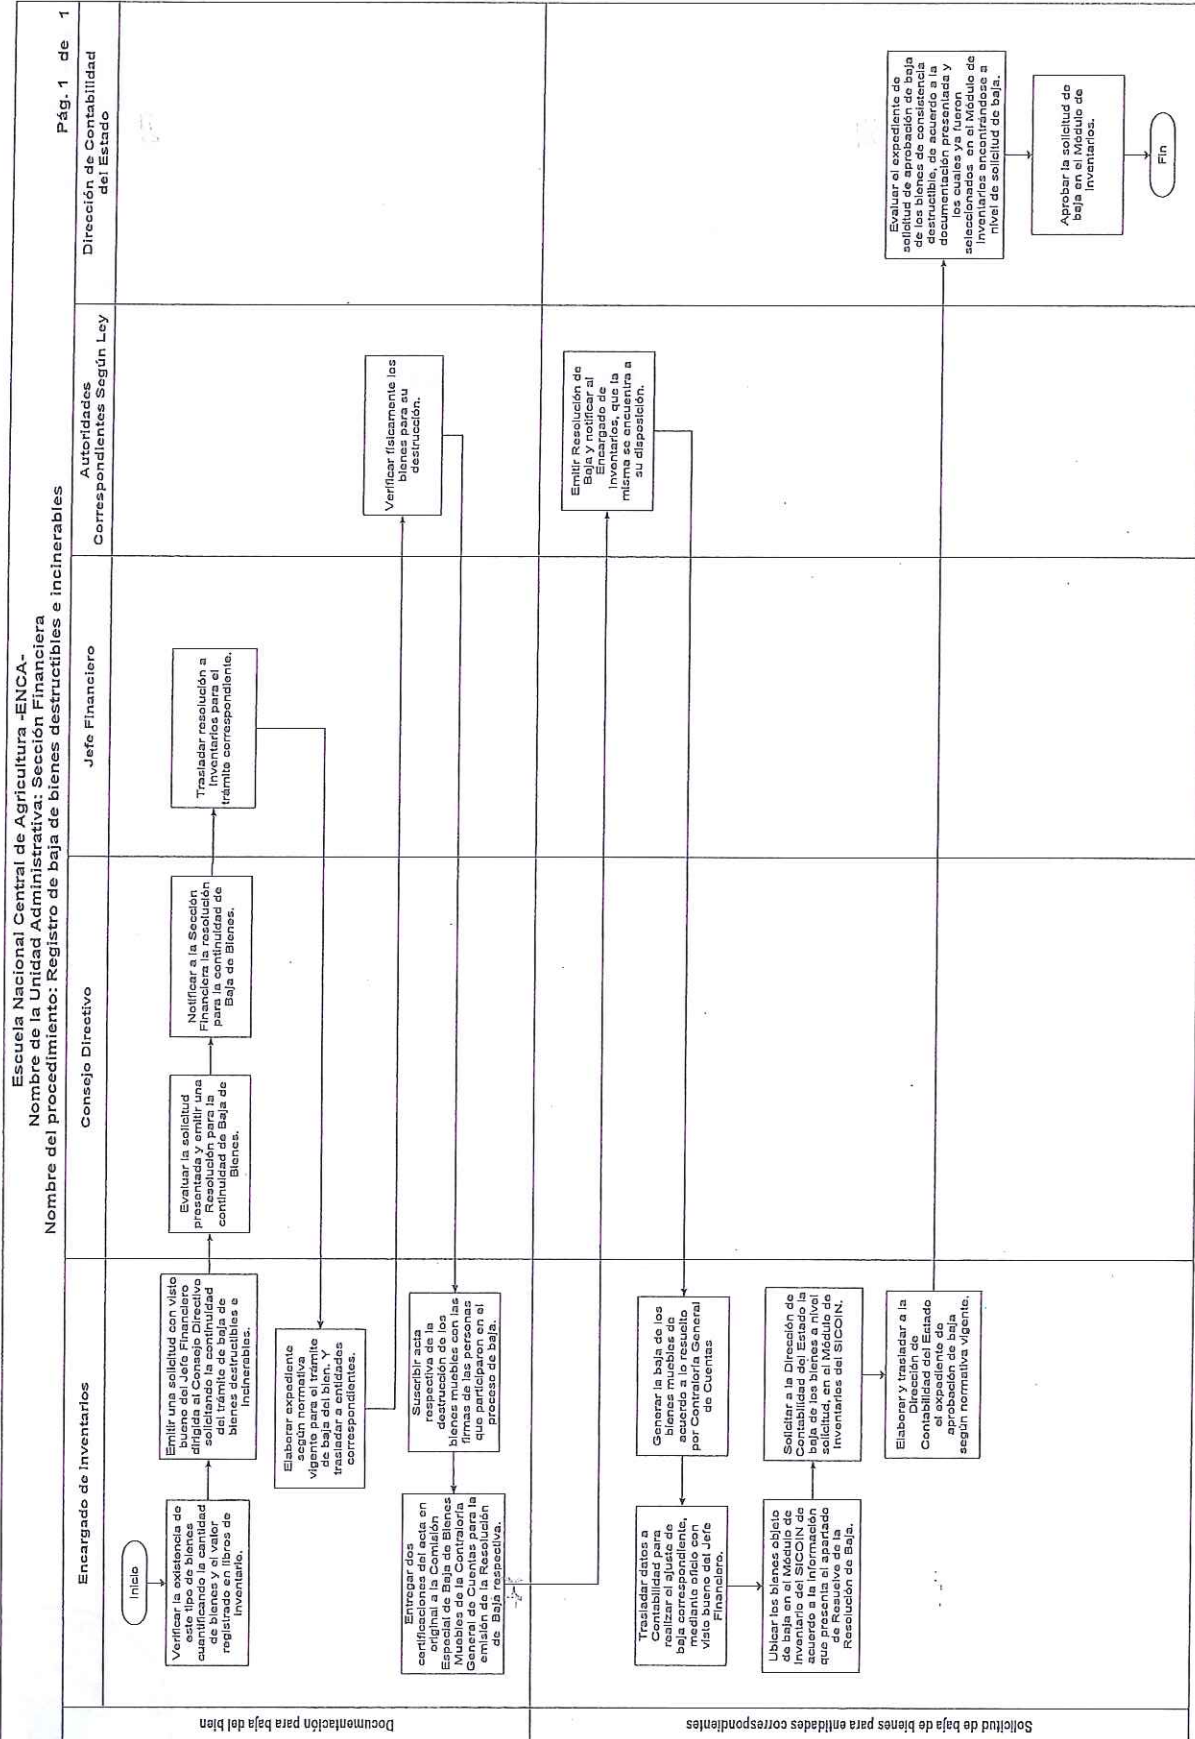 Escuela Nacional Central de Agricultura -ENCA-
Nombre de la Unidad Administrativa: Sección Financiera
Nombre del procedimiento: Registro de baja de bienes destructibles e incinerables
Pág. 1 de 1
Encargado de Inventarios
Consejo Directivo
Jefe Financiero
Autoridades
Correspondientes Según Ley
Dirección de Contabilidad
del Estado
Documentación para baja del bien
Inicio
Verificar la existencia de
este tipo de bienes
cuantificando la cantidad
de bienes y el valor
registrado en libros de
Inventario.
Emitir una solicitud con visto
bueno del Jefe Financiero
dirigida al Consejo Directivo
solicitando la continuidad
del trámite de baja de
bienes destructibles e
Incinerables.
Evaluar la solicitud
presentada y emitir una
Resolución para la
continuidad de Baja de
Bienes.
Notificar a la Sección
Financiera la resolución
para la continuidad de
Baja de Bienes.
Trasladar resolución a
Inventarios para el
trámite correspondiente.
Elaborar expediente
según normativa
vigente para el trámite
de baja del bien. Y
trasladar a entidades
correspondientes.
Verificar físicamente los
bienes para su
destrucción.
Suscribir acta
respectiva de la
destrucción de los
bienes muebles con las
firmas de las personas
que participaron en el
proceso de baja.
Entregar dos
certificaciones del acta en
original a la Comisión
Especial de Baja de Bienes
Muebles de la Contraloría
General de Cuentas para la
emisión de la Resolución
de Baja respectiva.
Solicitud de baja de bienes para entidades correspondientes
Emitir Resolución de
Baja y notificar al
Encargado de
Inventarios, que la
misma se encuentra a
su disposición.
Generar la baja de los
bienes muebles de
acuerdo a lo resuelto
por Contraloría General
de Cuentas
Trasladar datos a
Contabilidad para
realizar el ajuste de
baja correspondiente,
mediante oficio con
visto bueno del Jefe
Financiero.
Ubicar los bienes objeto
de baja en el Módulo de
Inventario del SICOIN de
acuerdo a la información
que presenta el apartado
de Resuelve de la
Resolución de Baja.
Solicitar a la Dirección de
Contabilidad del Estado la
baja de los bienes a nivel
solicitud, en el Módulo de
Inventarios del SICOIN.
Elaborar y trasladar a la
Dirección de
Contabilidad del Estado
el expediente de
aprobación de baja
según normativa vigente.
Evaluar el expediente de
solicitud de aprobación de baja
de los bienes de consistencia
destructible, de acuerdo a la
documentación presentada y
los cuales ya fueron
seleccionados en el Módulo de
Inventarios encontrándose a
nivel de solicitud de baja.
Aprobar la solicitud de
baja en el Módulo de
Inventarios.
Fin